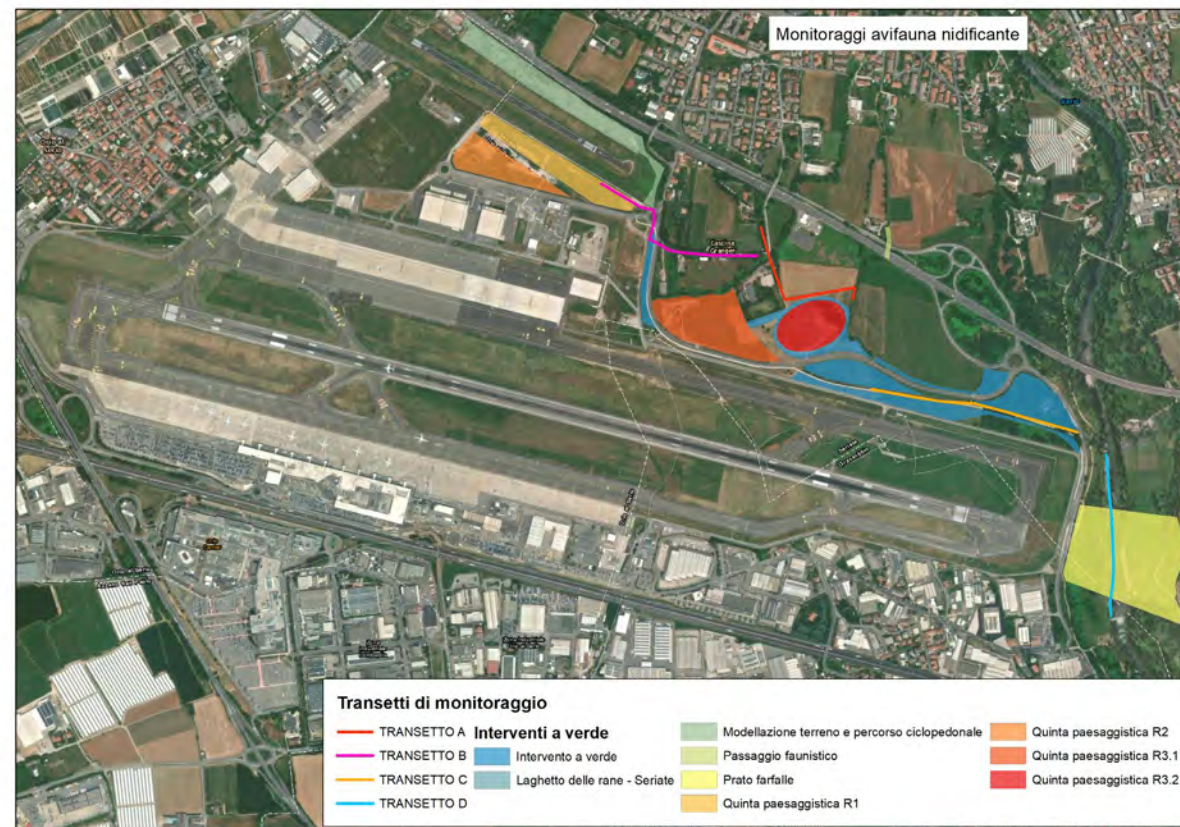 Monitoraggi avifauna nidificante
Transetti di monitoraggio
TRANSETTO A
TRANSETTO B
TRANSETTO C
TRANSETTO D
Interventi a verde
Intervento a verde
Laghetto delle rane - Seriate
Modellazione terreno e percorso ciclopedonale
Passaggio faunistico
Prato farfalle
Quinta paesaggistica R1
Quinta paesaggistica R2
Quinta paesaggistica R3.1
Quinta paesaggistica R3.2